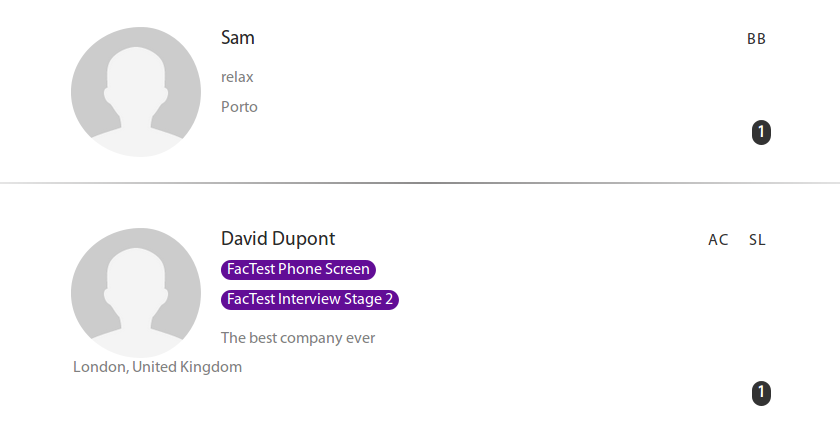 Sam BB
relax
Porto
1
David Dupont AC SL
FacTest Phone Screen
FacTest Interview Stage 2
The best company ever
London, United Kingdom
1